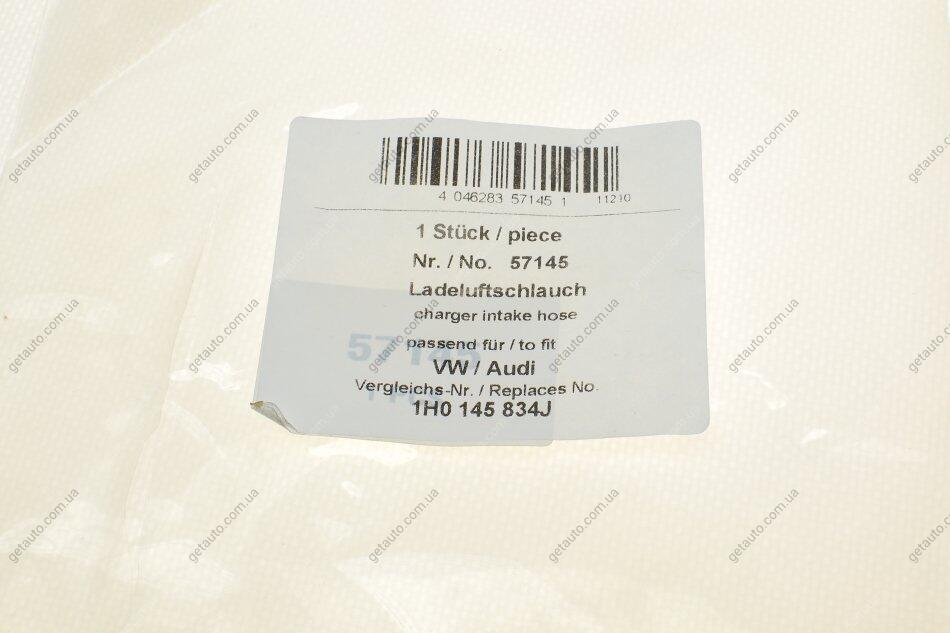 4 046283 57145 1 11210
1 Stück / piece
Nr. / No. 57145
Ladeluftschlauch
charger intake hose
passend für / to fit
57145
VW / Audi
Vergleichs-Nr. / Replaces No.
1H0 145 834J
getauto.com.ua